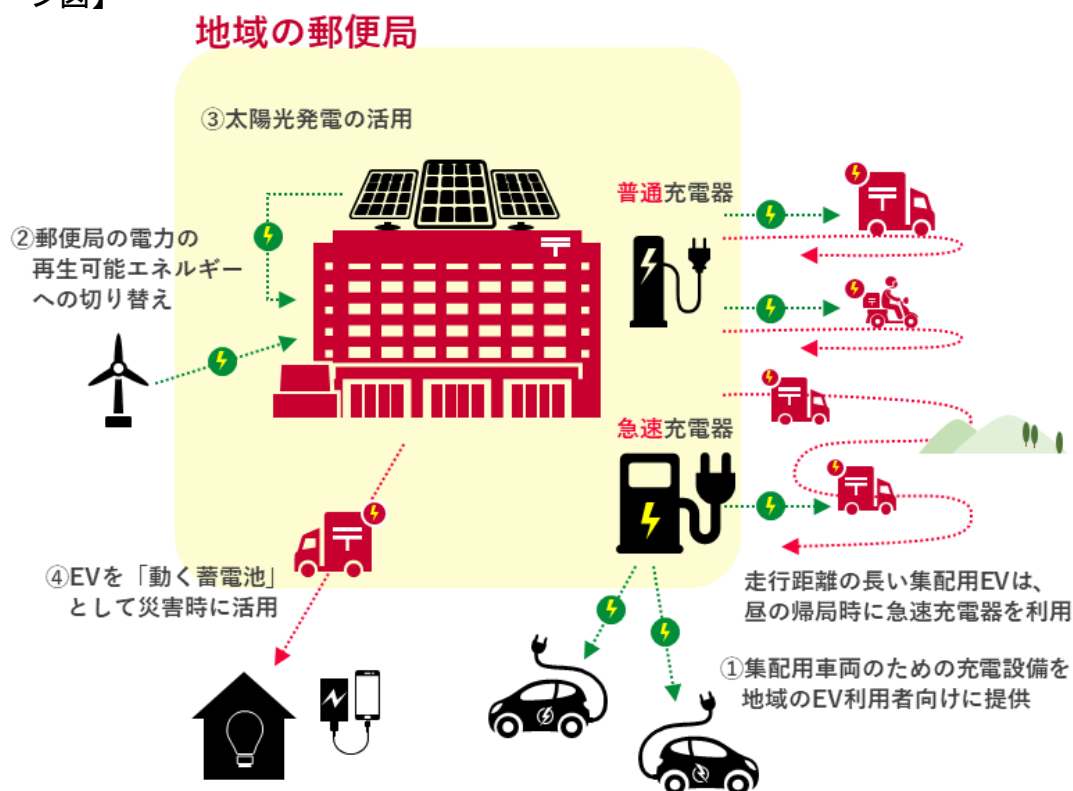 ジ図】
地域の郵便局
③太陽光発電の活用
普通充電器
②郵便局の電力の
再生可能エネルギー
への切り替え
急速充電器
④EVを「動く蓄電池」
として災害時に活用
走行距離の長い集配用EVは、
昼の帰局時に急速充電器を利用
①集配用車両のための充電設備を
地域のEV利用者向けに提供